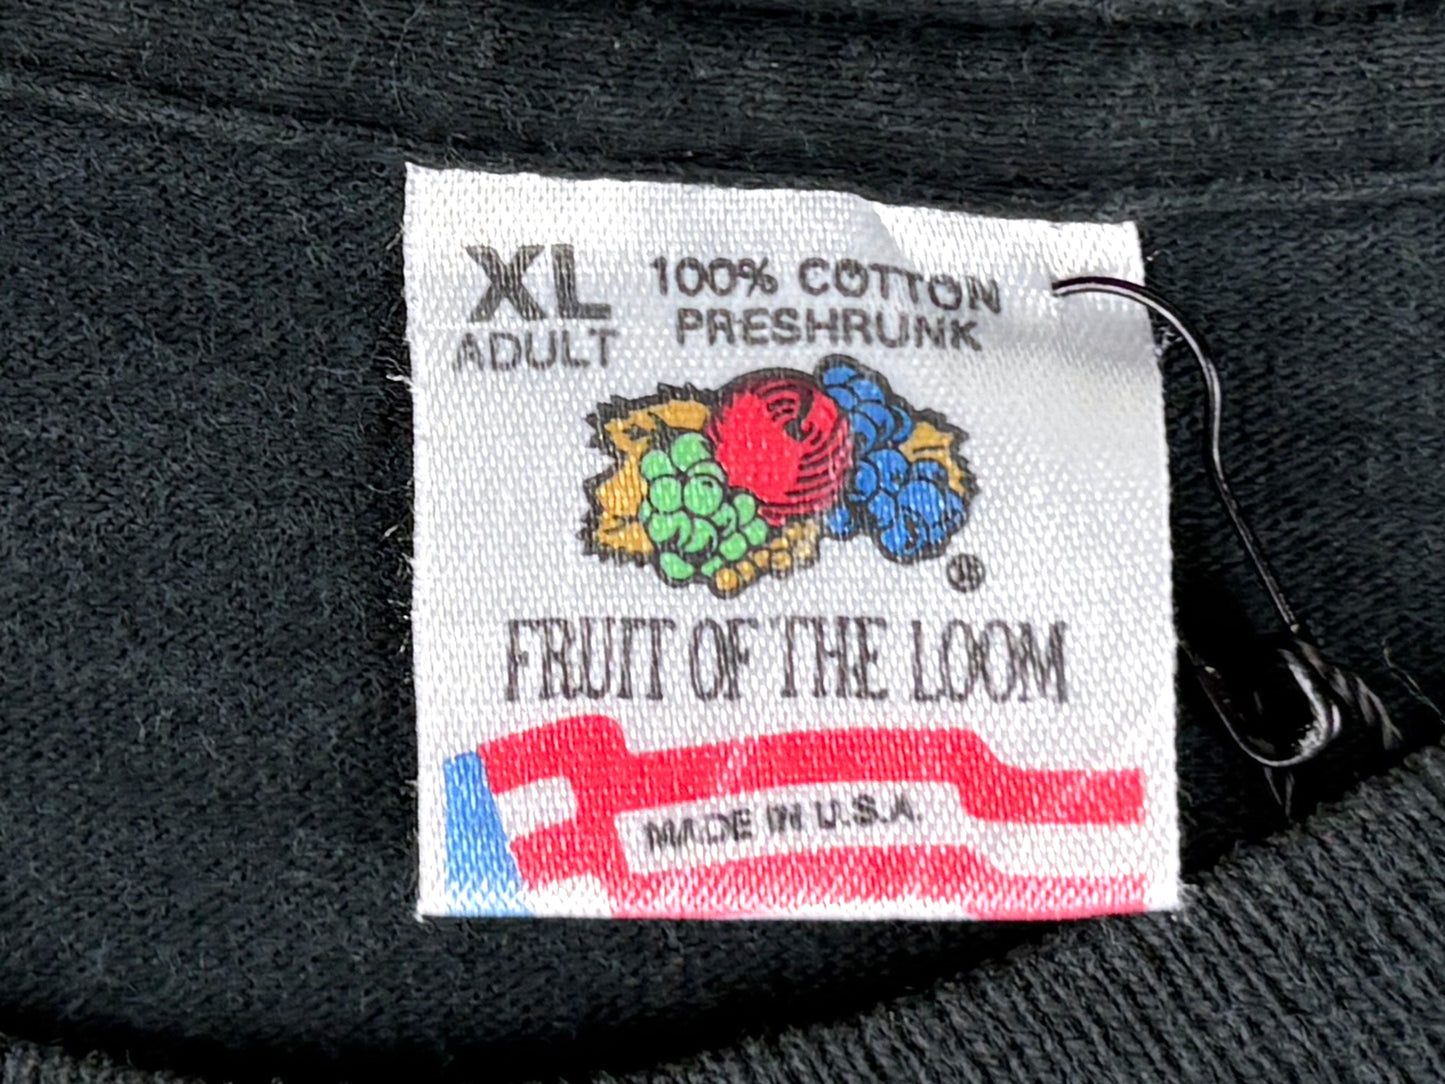 XL
ADULT
100% COTTON
PRESHRUNK
®
FRUIT OF THE LOOM
MADE IN U.S.A.